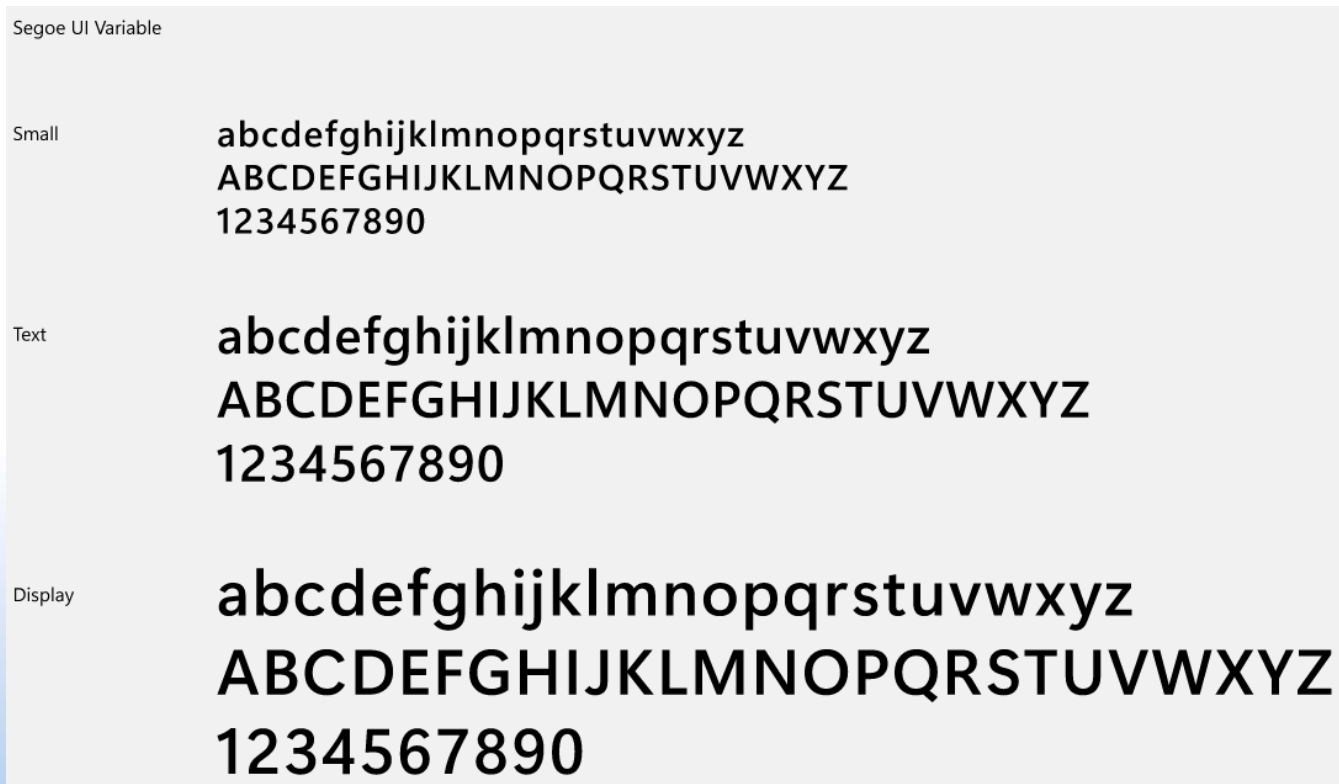 Segoe UI Variable
Small
abcdefghijklmnopqrstuvwxyz
ABCDEFGHIJKLMNOPQRSTUVWXYZ
1234567890
Text
abcdefghijklmnopqrstuvwxyz
ABCDEFGHIJKLMNOPQRSTUVWXYZ
1234567890
Display
abcdefghijklmnopqrstuvwxyz
ABCDEFGHIJKLMNOPQRSTUVWXYZ
1234567890